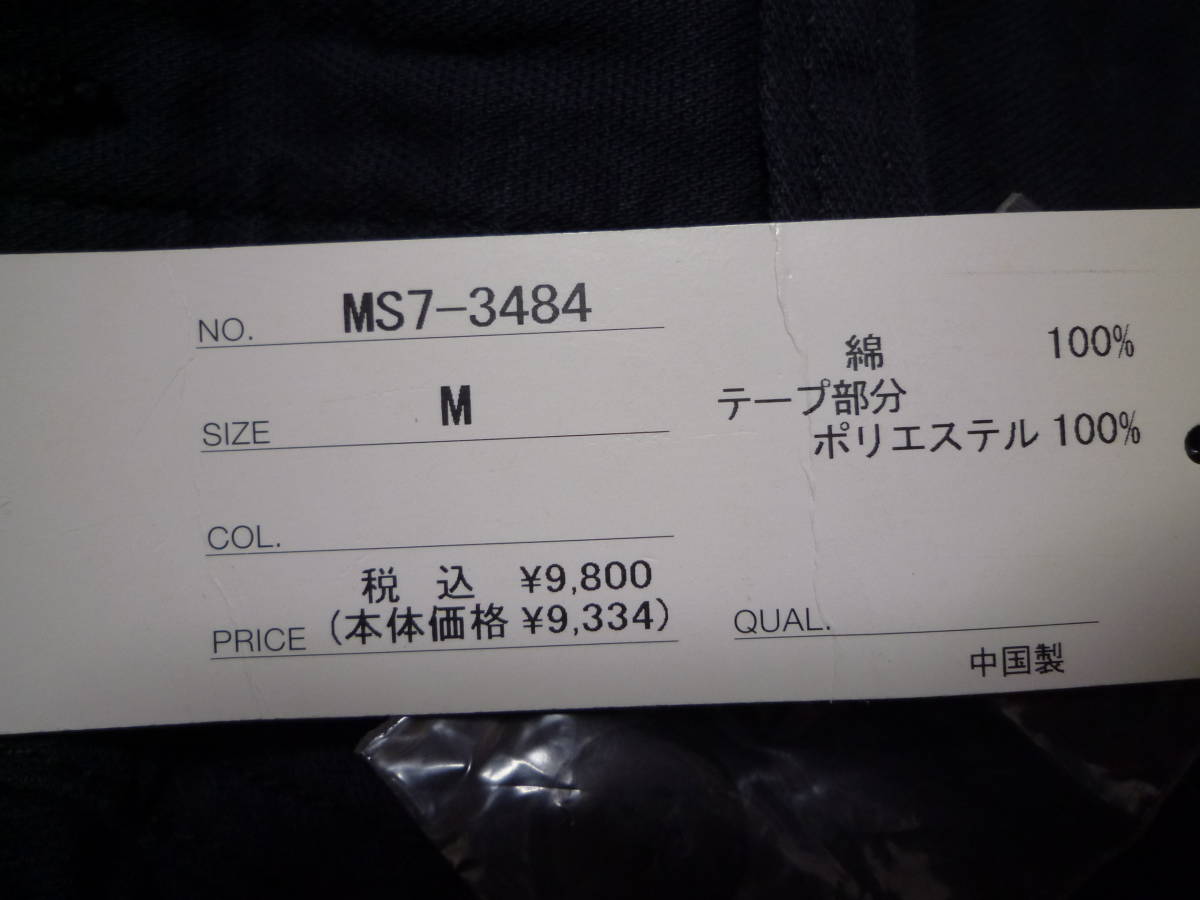 NO. MS7-3484
SIZE M
COL.
税 込 ¥9,800
PRICE (本体価格 ¥9,334)
綿 100%
テープ部分
ポリエステル 100%
QUAL.
中国製